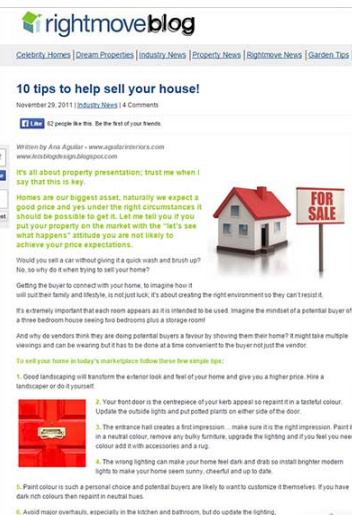 rightmoveblog
Celebrity Homes | Dream Properties | Industry News | Property News | Rightmove News | Garden Tips
10 tips to help sell your house!
November 29, 2011 | Industry News | 4 Comments
Like 62 people like this. Be the first of your friends.
Written by Ana Aguilar - www.aguilarinteriors.com
www.leisblogdesign.blogspot.com
It's all about property presentation; trust me when I
say that this is key.
Homes are our biggest asset, naturally we expect a
good price and yes under the right circumstances it
should be possible to get it. Let me tell you if you
put your property on the market with the "let's see
what happens" attitude you are not likely to
achieve your price expectations.
FOR
SALE
Would you sell a car without giving it a quick wash and brush up?
No, so why do it when trying to sell your home?
Getting the buyer to connect with your home, to imagine how it
will suit their family and lifestyle, is not just luck; it's about creating the right environment so they can't resist it.
It's extremely important that each room appears as it is intended to be used. Imagine the mindset of a potential buyer of
a three bedroom house seeing two bedrooms plus a storage room!
And why do vendors think they are doing potential buyers a favour by showing them their home? It might take multiple
viewings and can be wearing but it has to be done at a time convenient to the buyer not just the vendor.
To sell your home in today's marketplace follow these few simple tips:
1. Good landscaping will transform the exterior look and feel of your home and give you a higher price. Hire a
landscaper or do it yourself.
2. Your front door is the centrepiece of your kerb appeal so repaint it in a tasteful colour.
Update the outside lights and put potted plants on either side of the door.
3. The entrance hall creates a first impression... make sure it is the right impression. Paint it
in a neutral colour, remove any bulky furniture, upgrade the lighting and if you feel you nee
colour add it with accessories and a rug.
4. The wrong lighting can make your home feel dark and drab so install brighter modern
lights to make your home seem sunny, cheerful and up to date.
5. Paint colour is such a personal choice and potential buyers are likely to want to customize it themselves. If you have
dark rich colours then repaint in neutral hues.
6. Avoid major overhauls, especially in the kitchen and bathroom, but do update the lighting,